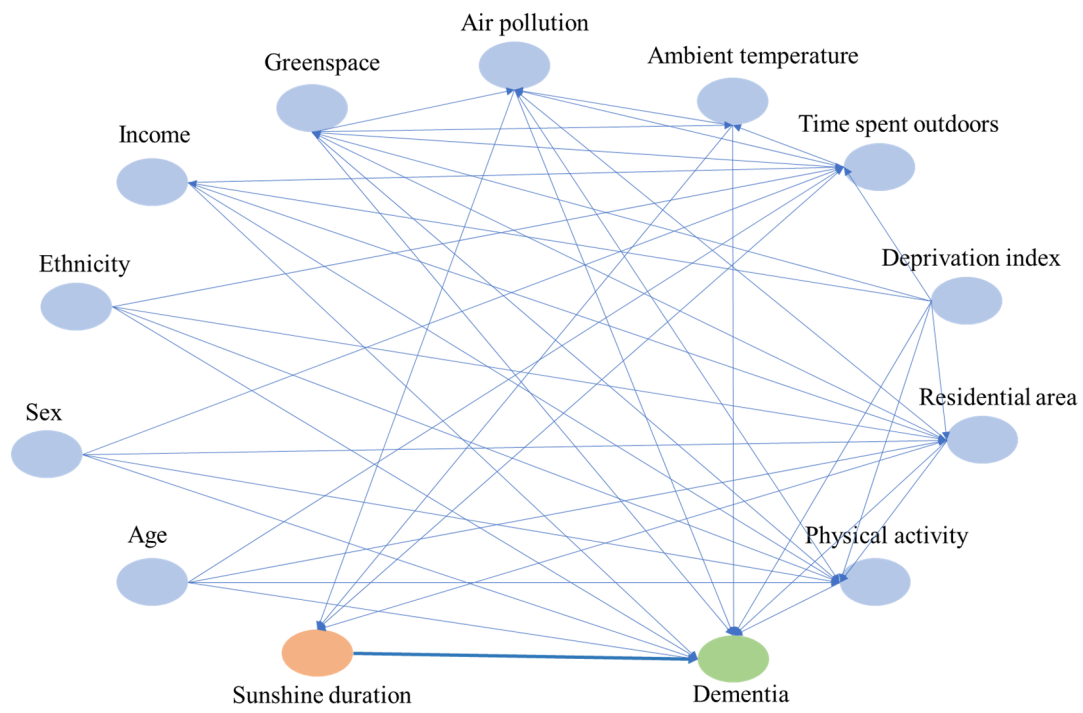 Air pollution
Greenspace
Ambient temperature
Income
Time spent outdoors
Ethnicity
Deprivation index
Sex
Residential area
Age
Physical activity
Sunshine duration
Dementia